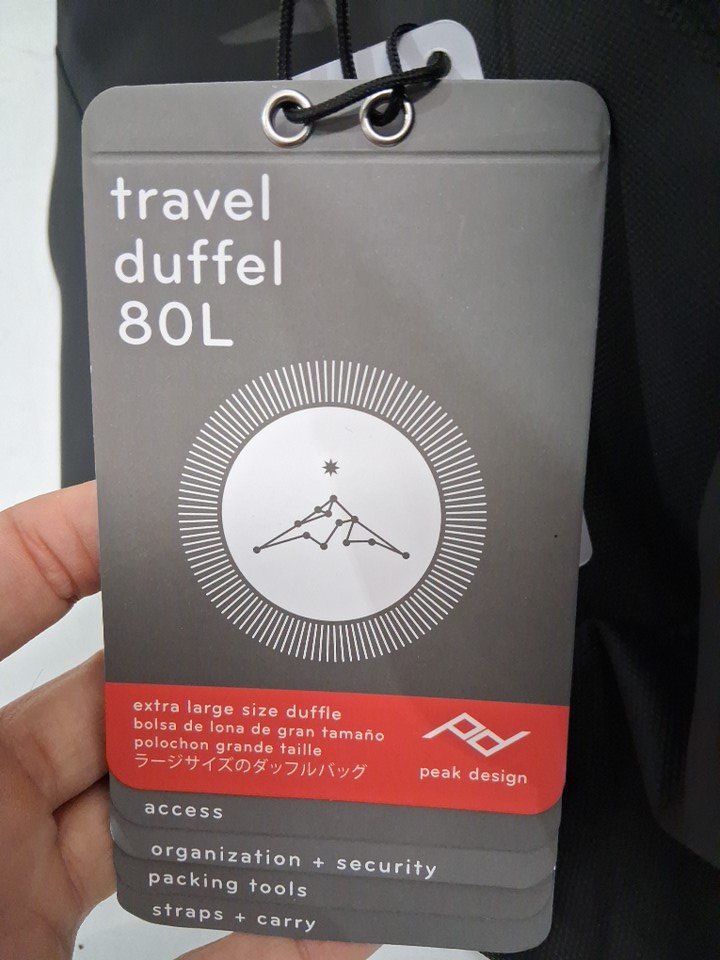 travel
duffel
80L
extra large size duffle
bolsa de lona de gran tamaño
polochon grande taille
ラージサイズのダッフルバッグ
pd
peak design
access
organization + security
packing tools
straps + carry